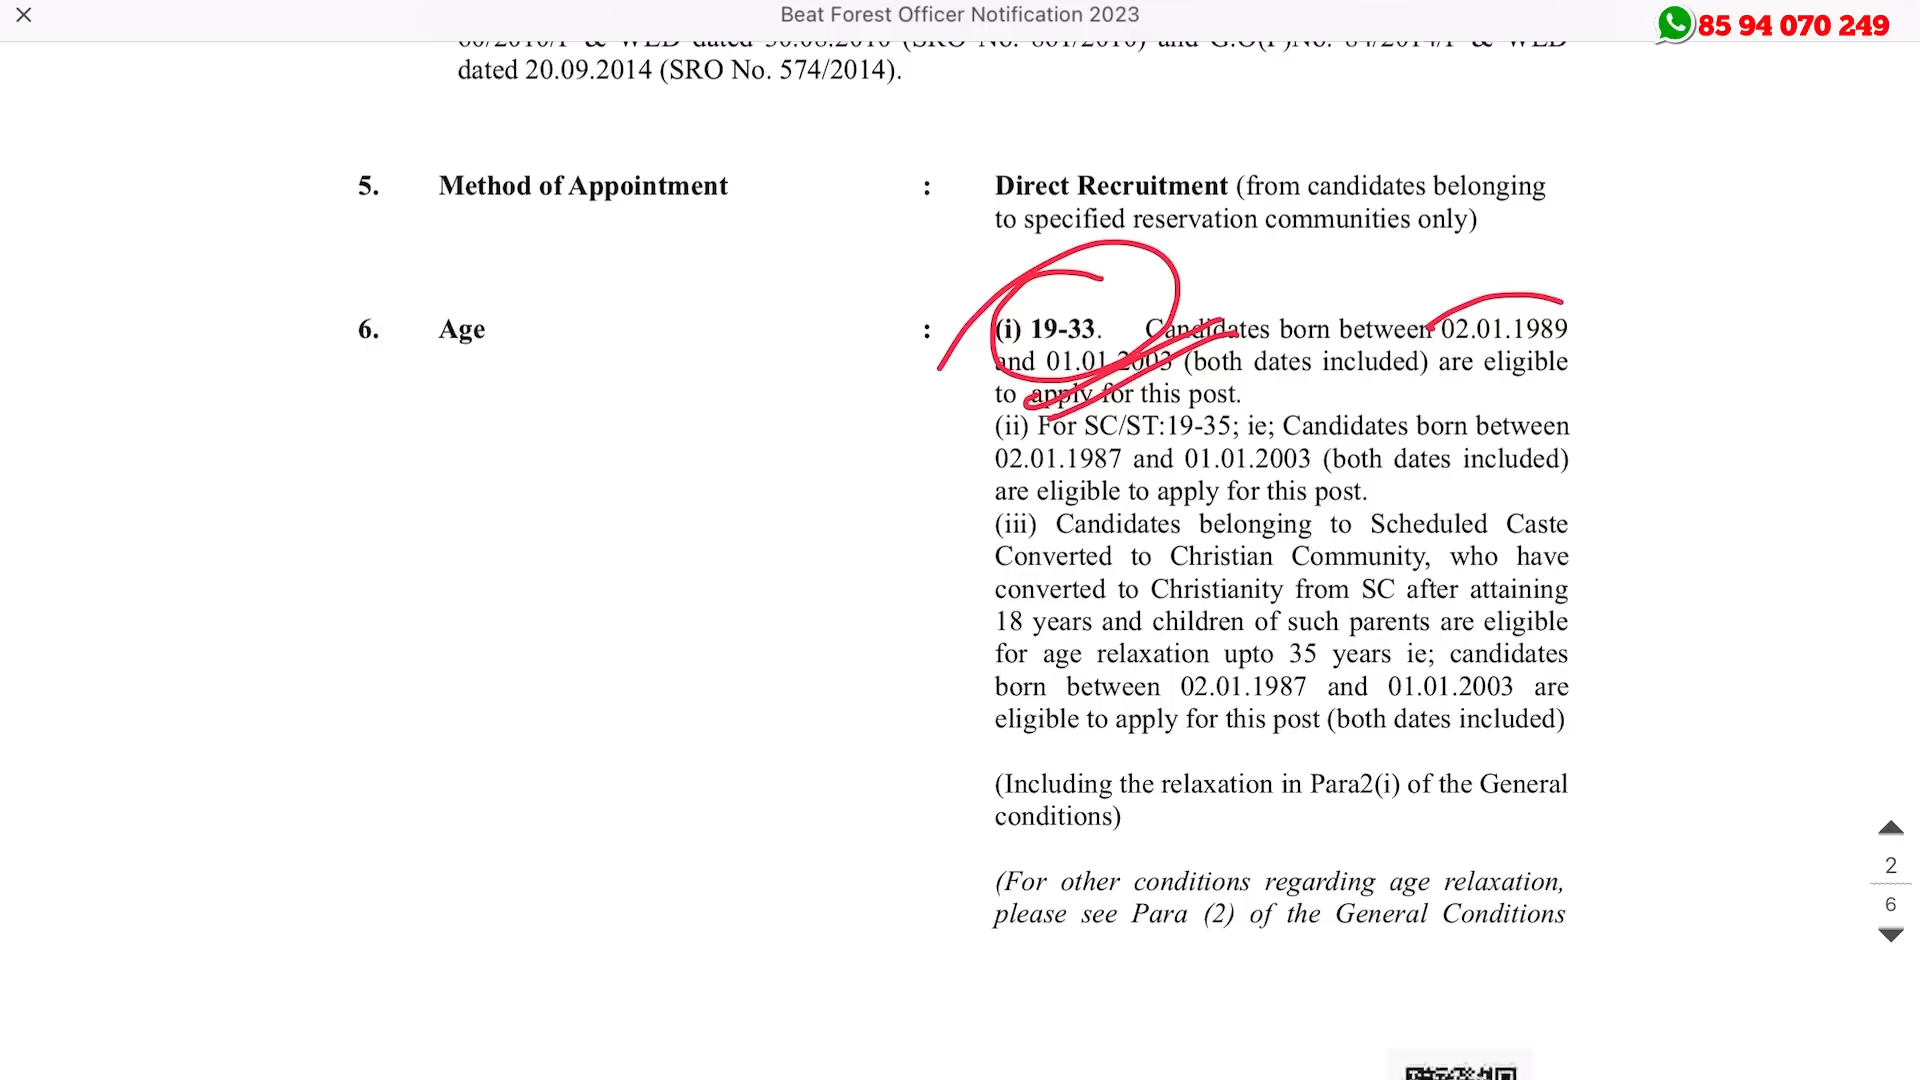 Beat Forest Officer Notification 2023
85 94 070 249
dated 20.09.2014 (SRO No. 574/2014).
5. Method of Appointment : Direct Recruitment (from candidates belonging
to specified reservation communities only)
6. Age : (i) 19-33. Candidates born between 02.01.1989
and 01.01.2003 (both dates included) are eligible
to apply for this post.
(ii) For SC/ST:19-35; ie; Candidates born between
02.01.1987 and 01.01.2003 (both dates included)
are eligible to apply for this post.
(iii) Candidates belonging to Scheduled Caste
Converted to Christian Community, who have
converted to Christianity from SC after attaining
18 years and children of such parents are eligible
for age relaxation upto 35 years ie; candidates
born between 02.01.1987 and 01.01.2003 are
eligible to apply for this post (both dates included)
(Including the relaxation in Para2(i) of the General
conditions)
(For other conditions regarding age relaxation,
please see Para (2) of the General Conditions
2
6